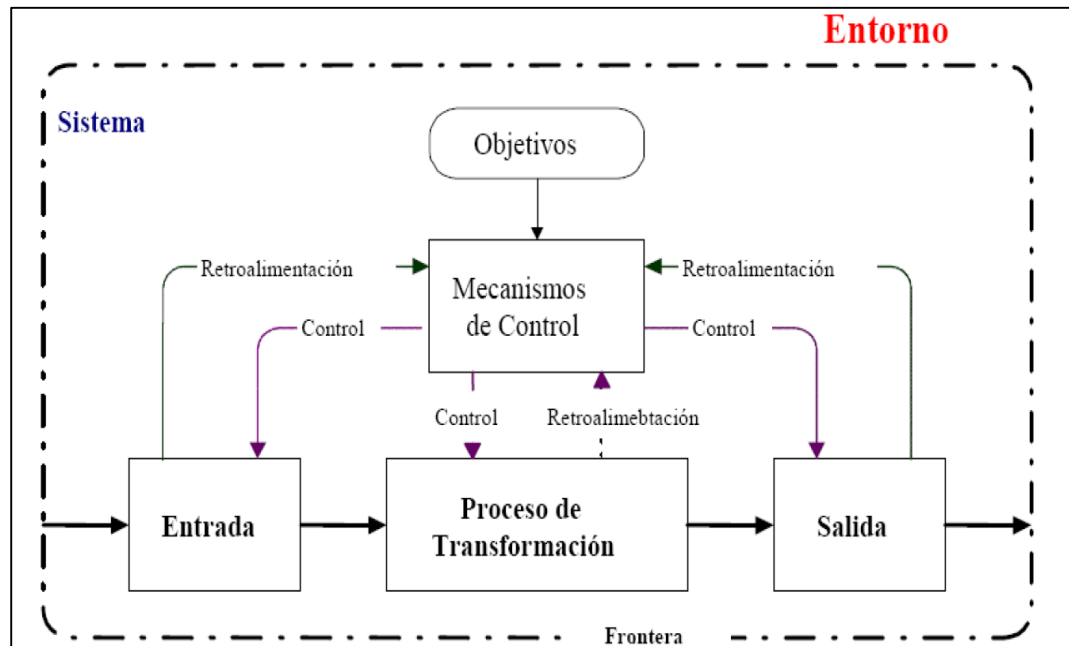 Entorno
Sistema
Objetivos
Retroalimentación
Mecanismos
de Control
Retroalimentación
Control
Control
Control
Retroalimebtación
Entrada
Proceso de
Transformación
Salida
Frontera